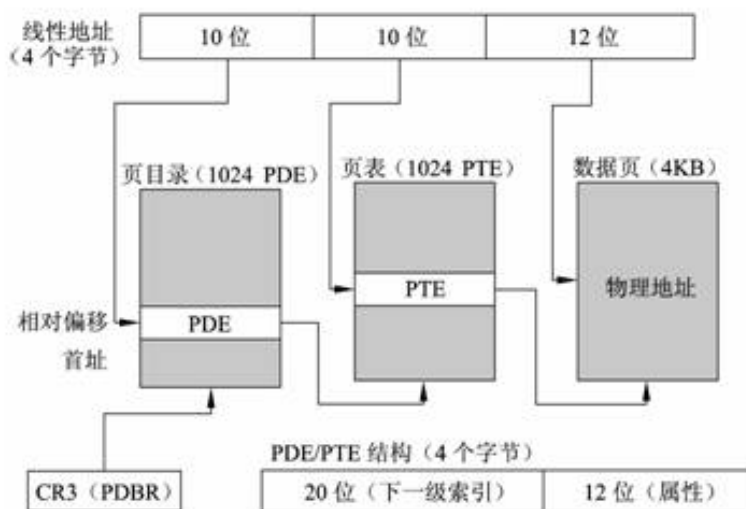 线性地址
（4 个字节）
10 位
10 位
12 位
页目录（1024 PDE）
页表（1024 PTE）
数据页（4KB）
PDE
PTE
物理地址
相对偏移
首址
CR3（PDBR）
PDE/PTE 结构（4 个字节）
20 位（下一级索引）
12 位（属性）